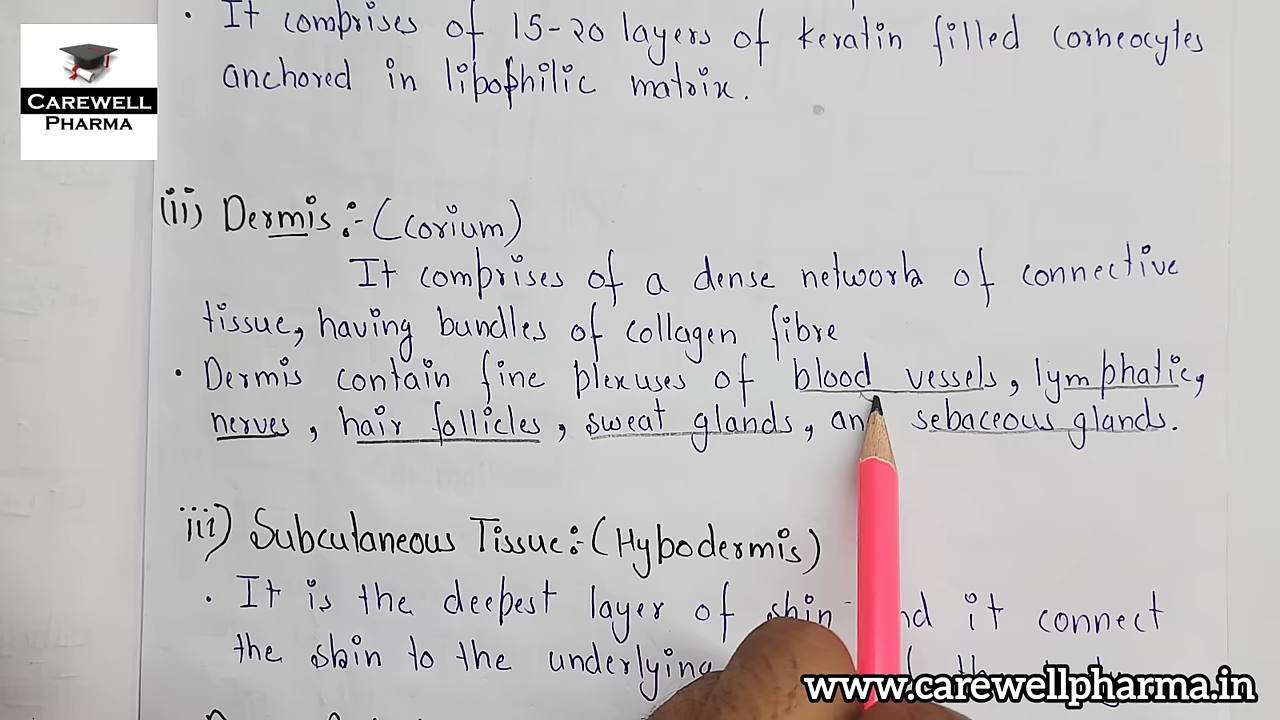 • It comprises of 15-20 layers of keratin filled corneocytes
anchored in lipophilic matrix.
CAREWELL
PHARMA
(ii) Dermis :- (Corium)
It comprises of a dense network of connective
tissue, having bundles of collagen fibre
• Dermis contain fine plexuses of blood vessels, lymphatic,
nerves, hair follicles, sweat glands, an sebaceous glands.
iii) Subcutaneous Tissue :- (Hypodermis)
• It is the deepest layer of skin nd it connect
the skin to the underlying
www.carewellpharma.in